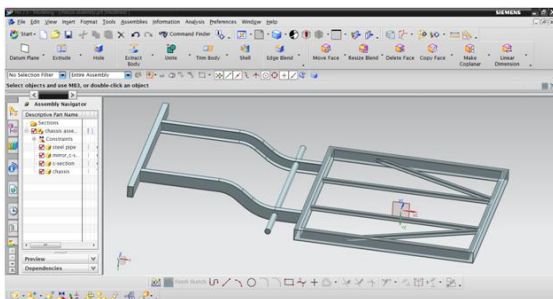 SIEMENS
File Edit View Insert Format Tools Assemblies Information Analysis Preferences Window Help
Start Command Finder
Datum Plane Extrude Hole Extract Body Unite Trim Body Shell Edge Blend Move Face Resize Blend Delete Face Copy Face Make Coplanar Linear Dimension
No Selection Filter Entire Assembly
Select objects and use MB3, or double-click an object
Assembly Navigator
Descriptive Part Name
Sections
chassis asse...
Constraints
steel pipe
mirror_c-s...
c-section
chassis
Preview
Dependencies
Finish Sketch